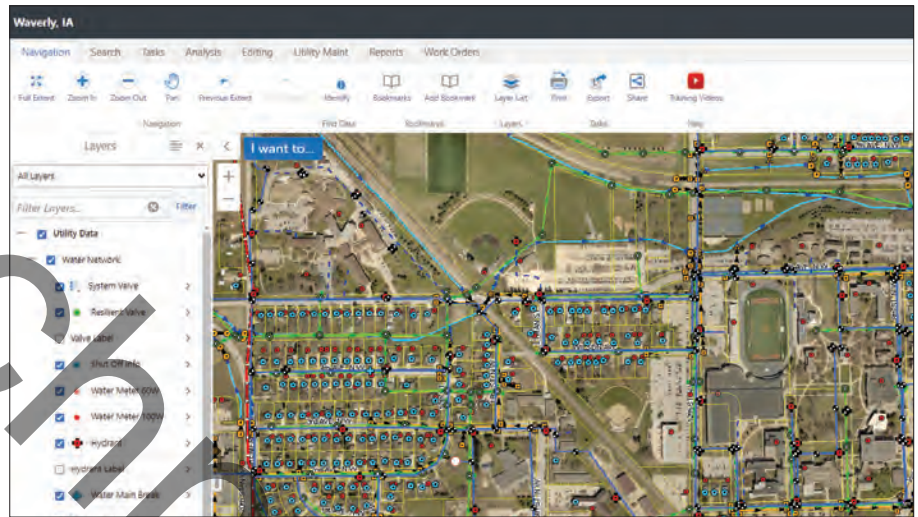 Waverly, IA
Navigation Search Tasks Analysis Editing Utility Maint Reports Work Orders
Full Extent Zoom In Zoom Out Pan Previous Extent Identify Bookmarks Add Bookmark Layer List Print Export Share Training Videos
Navigation Find Data Bookmarks Layers Tasks Help
Layers
I want to...
All Layers
Filter Layers...
Filter
Utility Data
Water Network
System Valve
Resilient Valve
Valve Label
Shut Off Info
Water Meter 60W
Water Meter 100W
Hydrant
Hydrant Label
Water Main Break